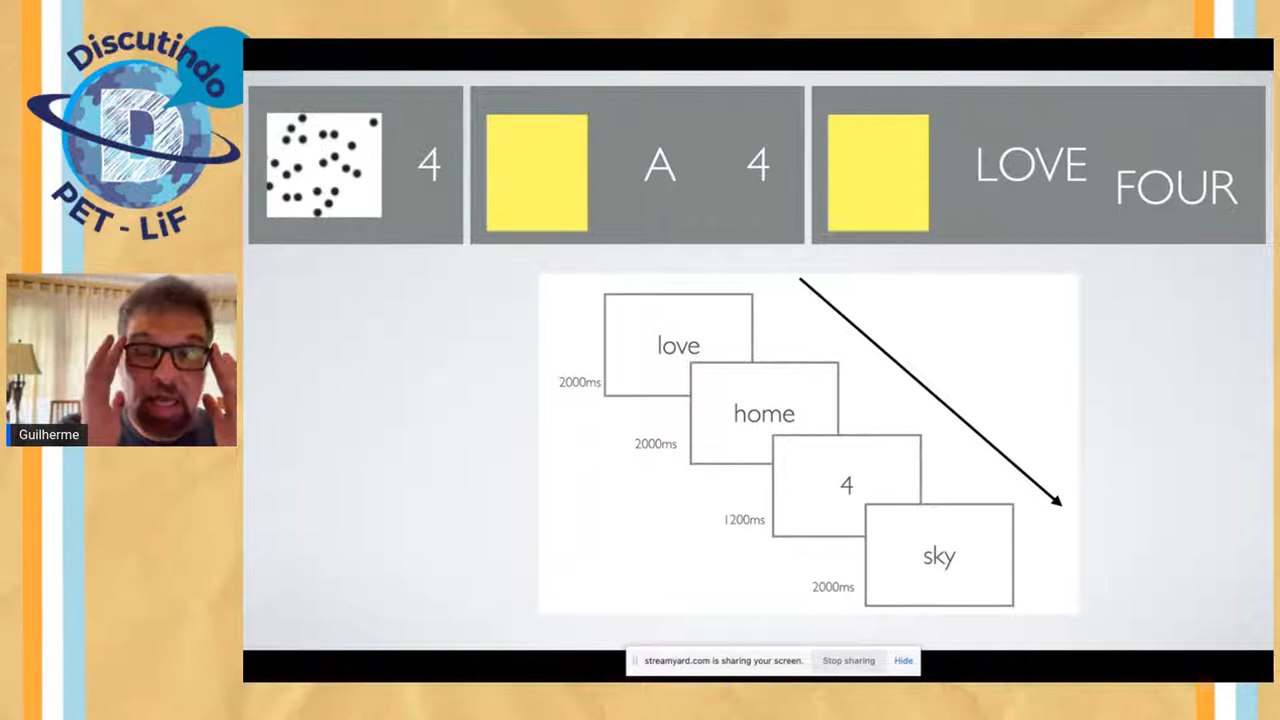 Discutindo
D
PET - LiF
4
A
4
LOVE
FOUR
love
2000ms
home
2000ms
4
1200ms
sky
2000ms
Guilherme
streamyard.com is sharing your screen. Stop sharing Hide